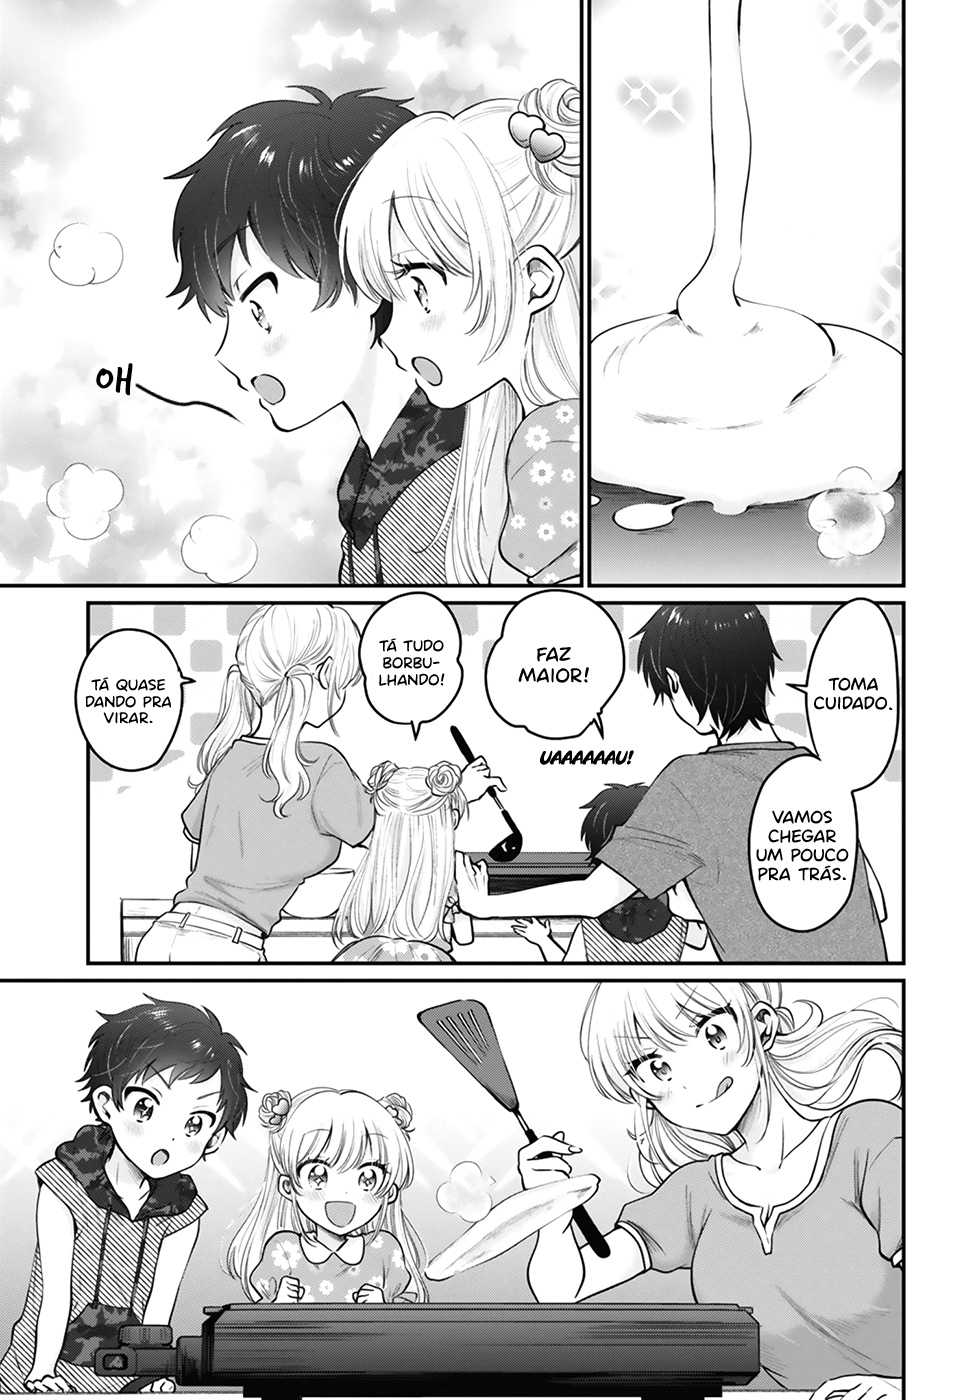 OH
TOMA
CUIDADO.
VAMOS
CHEGAR
UM POUCO
PRA TRÁS.
FAZ
MAIOR!
UAAAAAAU!
TÁ TUDO
BORBU-
LHANDO!
TÁ QUASE
DANDO PRA
VIRAR.